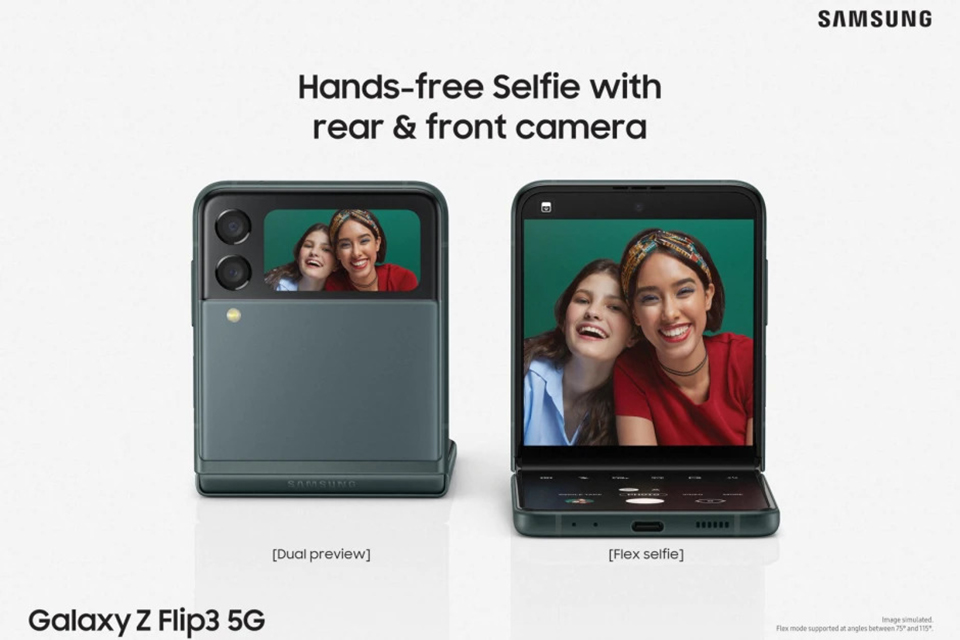 SAMSUNG
Hands-free Selfie with
rear & front camera
SAMSUNG
PHOTO
[Dual preview]
[Flex selfie]
Galaxy Z Flip3 5G
Image simulated.
Flex mode supported at angles between 75° and 115°.